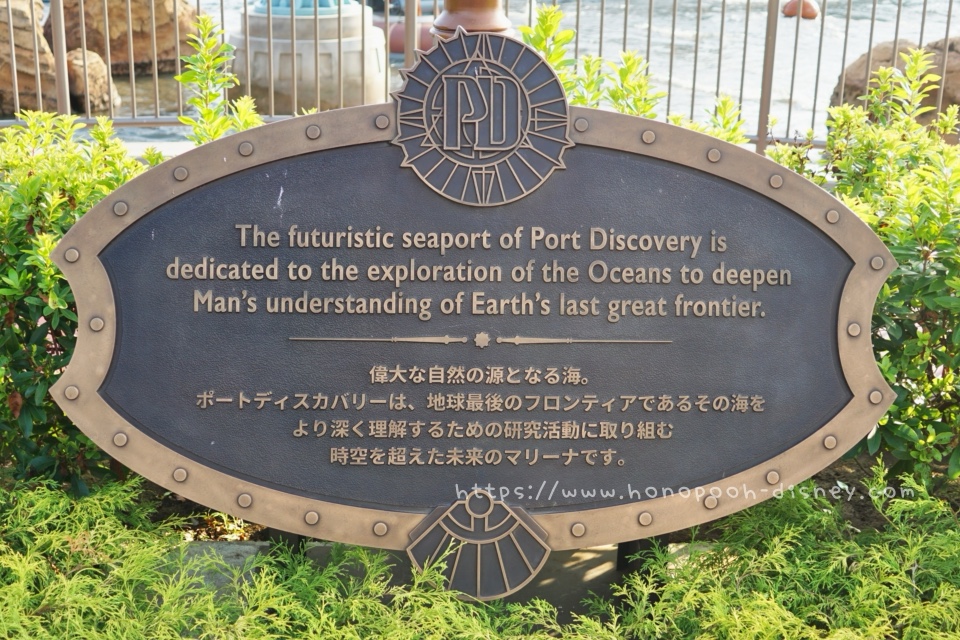 PD
The futuristic seaport of Port Discovery is
dedicated to the exploration of the Oceans to deepen
Man's understanding of Earth's last great frontier.
偉大な自然の源となる海。
ポートディスカバリーは、地球最後のフロンティアであるその海を
より深く理解するための研究活動に取り組む
時空を超えた未来のマリーナです。
https://www.honopooh-disney.com